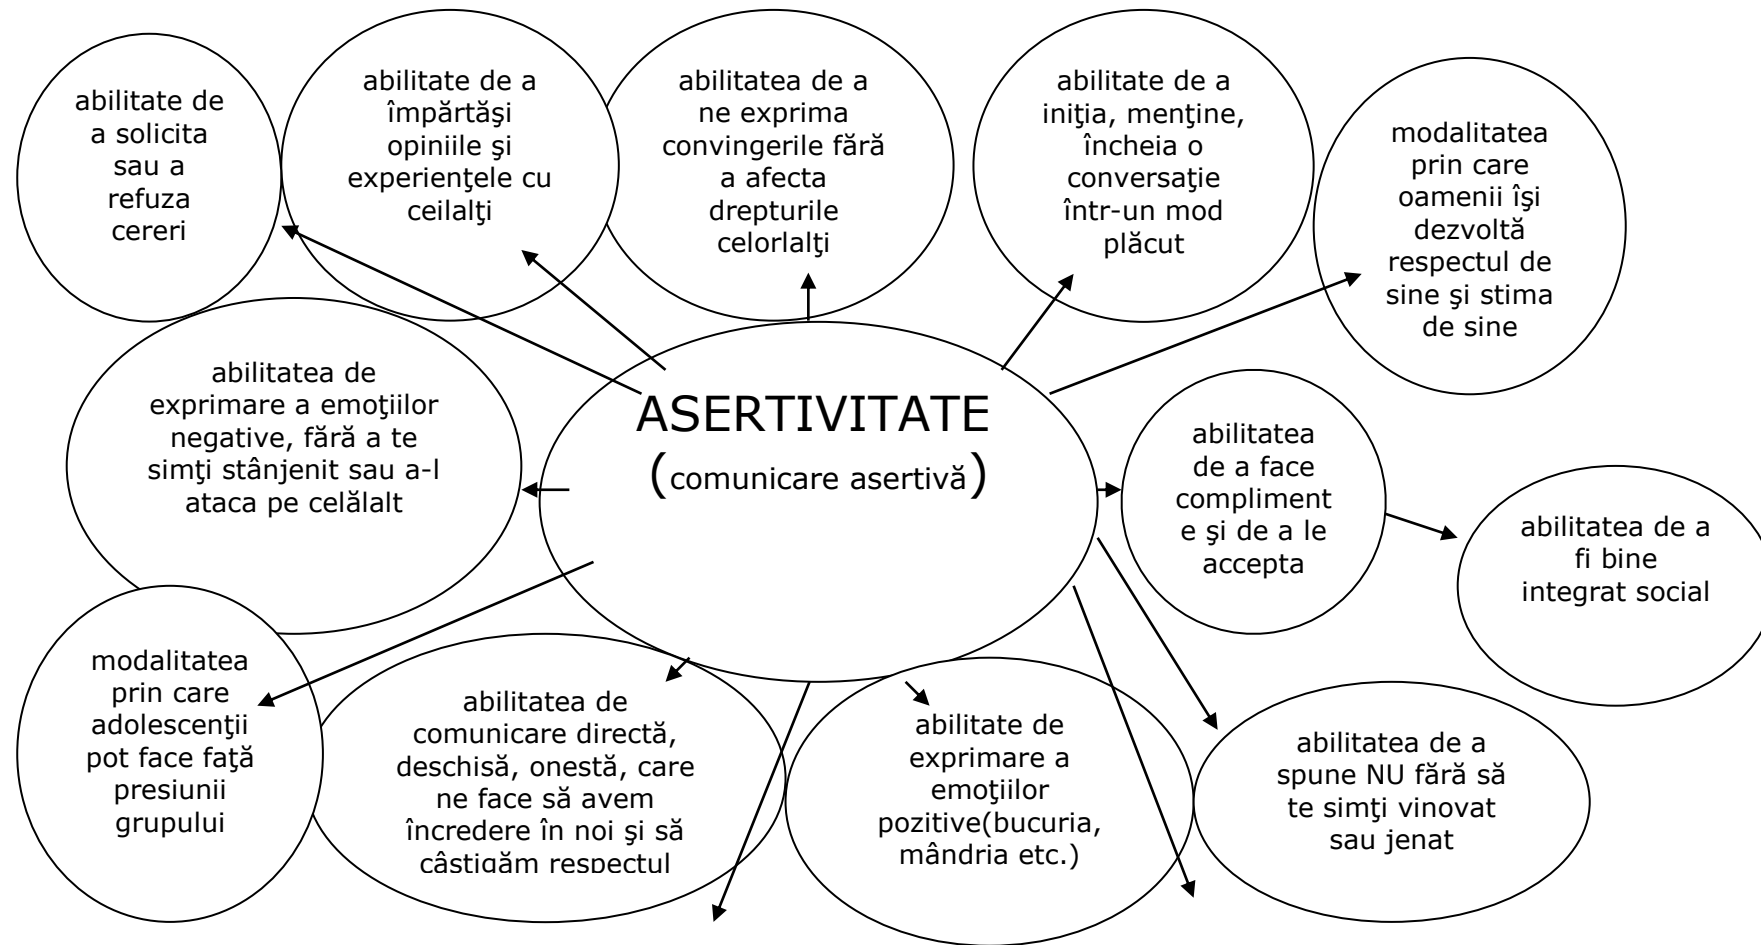 abilitate de
a solicita
sau a
refuza
cereri
abilitate de a
împărtăşi
opiniile şi
experienţele cu
ceilalţi
abilitatea de a
ne exprima
convingerile fără
a afecta
drepturile
celorlalţi
abilitate de a
iniţia, menţine,
încheia o
conversaţie
într-un mod
plăcut
modalitatea
prin care
oamenii îşi
dezvoltă
respectul de
sine şi stima
de sine
abilitatea de
exprimare a emoţiilor
negative, fără a te
simţi stânjenit sau a-l
ataca pe celălalt
ASERTIVITATE
(comunicare asertivă)
abilitatea
de a face
compliment
e şi de a le
accepta
abilitatea de a
fi bine
integrat social
modalitatea
prin care
adolescenţii
pot face faţă
presiunii
grupului
abilitatea de
comunicare directă,
deschisă, onestă, care
ne face să avem
încredere în noi şi să
câştigăm respectul
abilitate de
exprimare a
emoţiilor
pozitive(bucuria,
mândria etc.)
abilitatea de a
spune NU fără să
te simţi vinovat
sau jenat